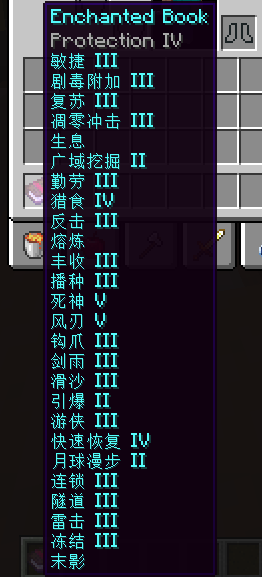 Enchanted Book
Protection IV
敏捷 III
剧毒附加 III
复苏 III
凋零冲击 III
生息
广域挖掘 II
勤劳 III
猎食 IV
反击 III
熔炼
丰收 III
播种 III
死神 V
风刃 V
钩爪 III
剑雨 III
滑沙 III
引爆 II
游侠 III
快速恢复 IV
月球漫步 II
连锁 III
隧道 III
雷击 III
冻结 III
末影